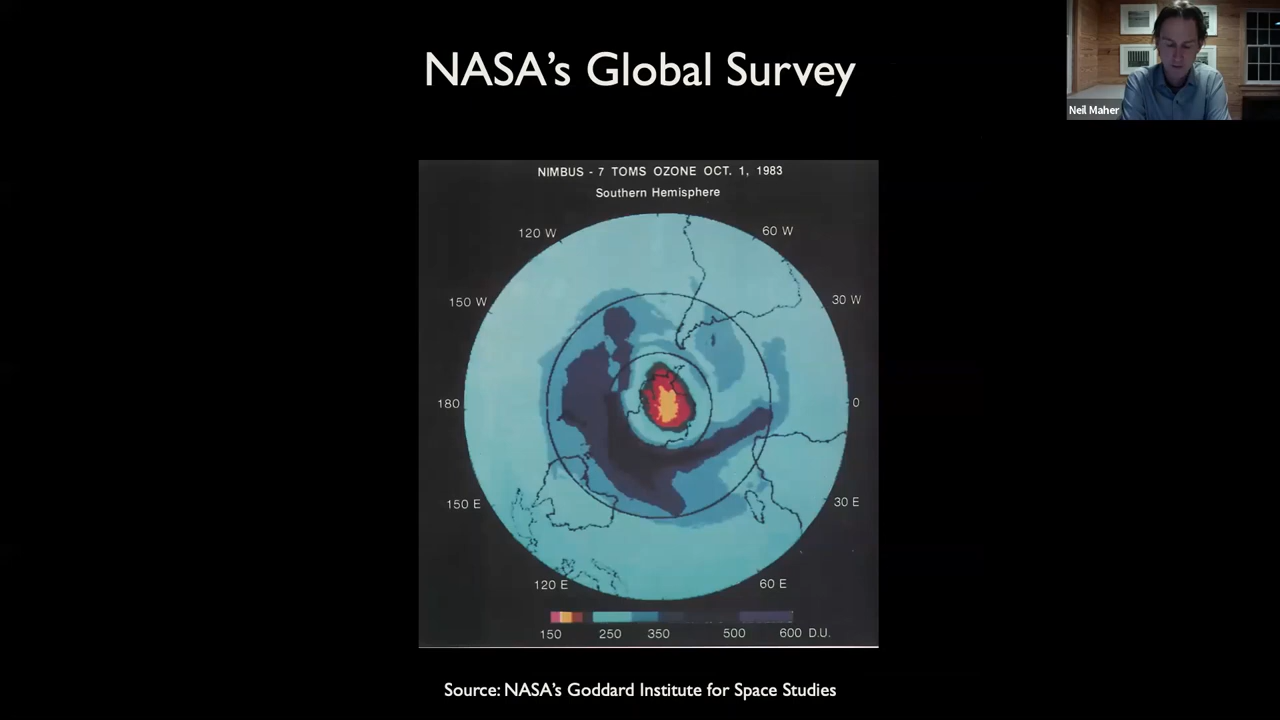 NASA's Global Survey
Neil Maher
NIMBUS - 7 TOMS OZONE OCT. 1, 1983
Southern Hemisphere
120 W
60 W
150 W
30 W
180
0
150 E
30 E
120 E
60 E
150 250 350 500 600 D.U.
Source: NASA's Goddard Institute for Space Studies